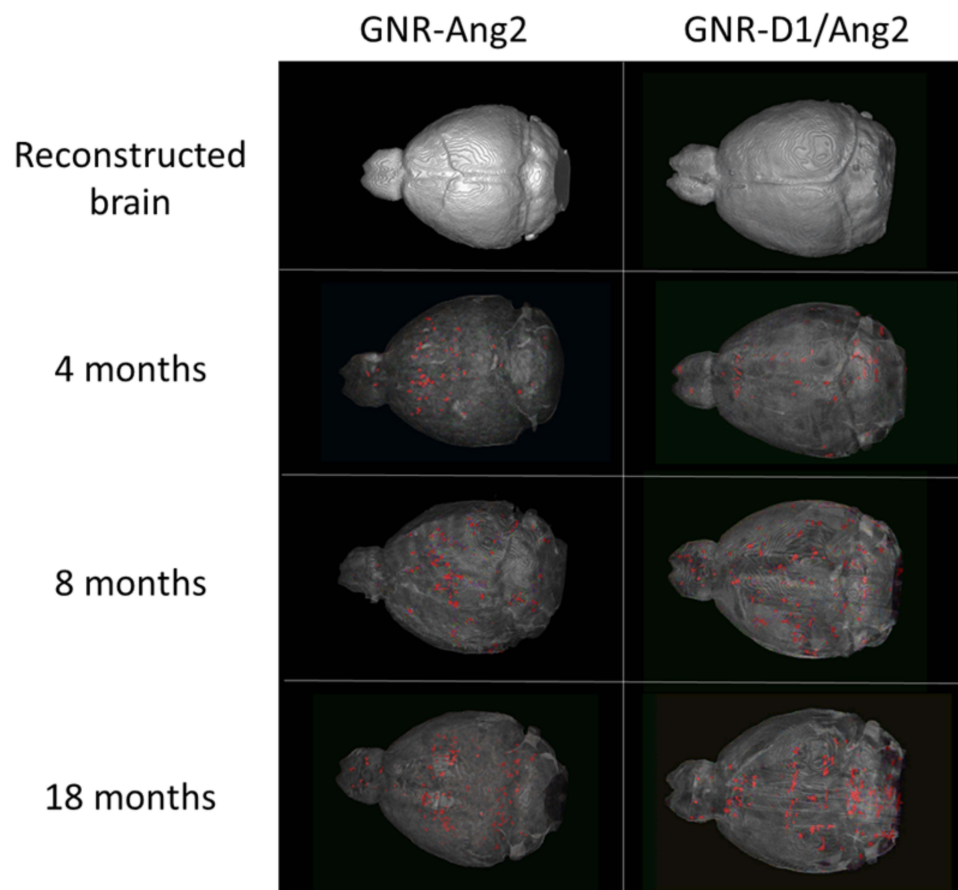 GNR-Ang2
GNR-D1/Ang2
Reconstructed
brain
4 months
8 months
18 months